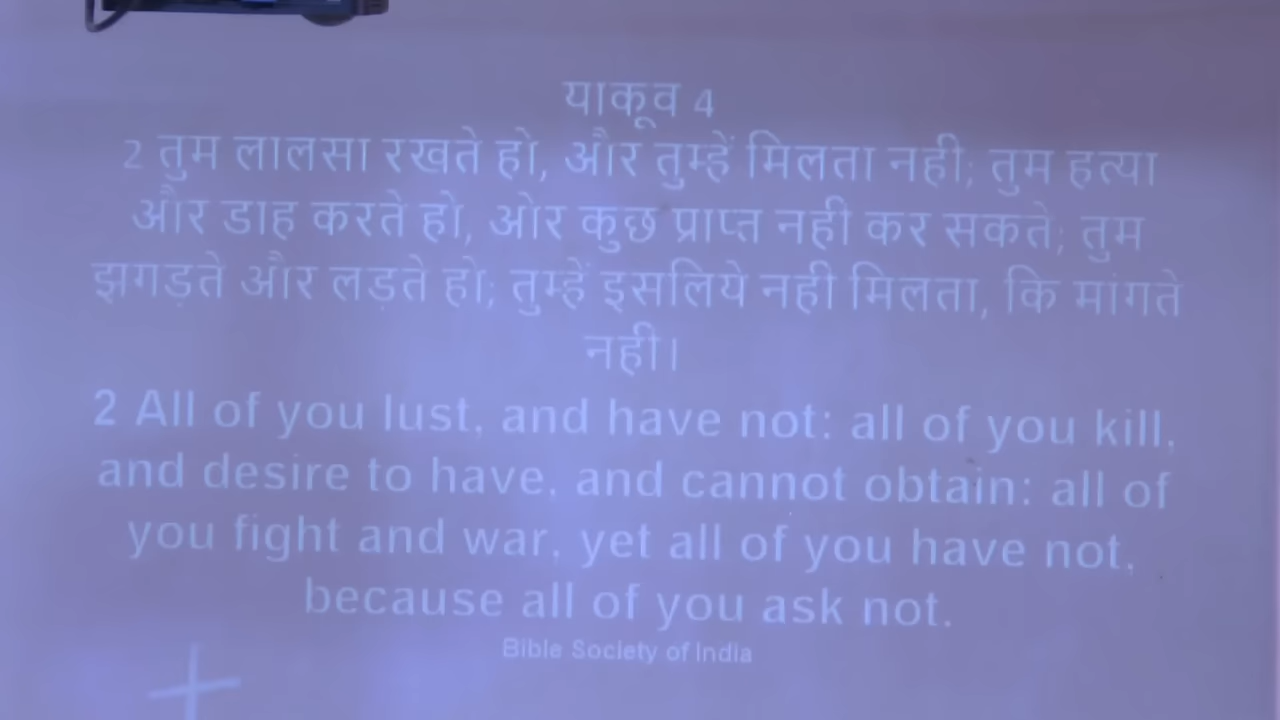 याकूव 4
2 तुम लालसा रखते हो, और तुम्हें मिलता नही; तुम हत्या
और डाह करते हो, ओर कुछ प्राप्त नही कर सकते; तुम
झगड़ते और लड़ते हो; तुम्हें इसलिये नही मिलता, कि मांगते
नही।
2 All of you lust, and have not: all of you kill,
and desire to have, and cannot obtain: all of
you fight and war, yet all of you have not,
because all of you ask not.
Bible Society of India